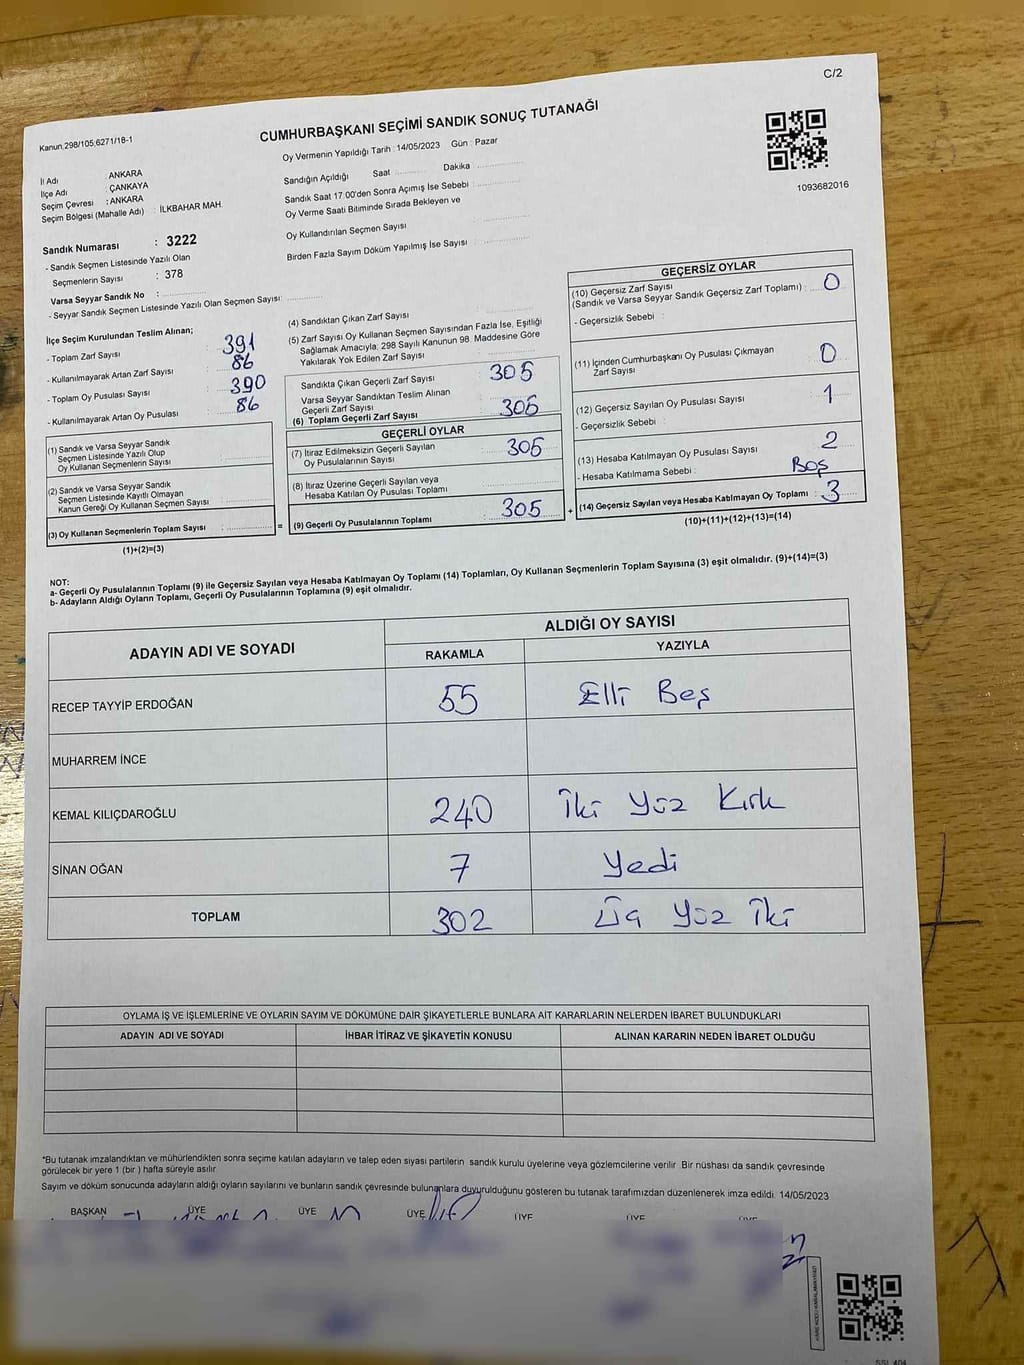 C/2
Kanun:298/105;6271/18-1
CUMHURBAŞKANI SEÇİMİ SANDIK SONUÇ TUTANAĞI
Oy Vermenin Yapıldığı Tarih : 14/05/2023 Gün : Pazar
1093682016
İl Adı : ANKARA
İlçe Adı : ÇANKAYA
Seçim Çevresi : ANKARA
Seçim Bölgesi (Mahalle Adı) : İLKBAHAR MAH.
Sandığın Açıldığı Saat Dakika
Sandık Saat 17:00'den Sonra Açımış İse Sebebi :
Oy Verme Saati Bitiminde Sırada Bekleyen ve
Oy Kullandırılan Seçmen Sayısı :
Birden Fazla Sayım Döküm Yapılmış İse Sayısı :
Sandık Numarası : 3222
- Sandık Seçmen Listesinde Yazılı Olan
Seçmenlerin Sayısı : 378
Varsa Seyyar Sandık No :
- Seyyar Sandık Seçmen Listesinde Yazılı Olan Seçmen Sayısı:
İlçe Seçim Kurulundan Teslim Alınan;
- Toplam Zarf Sayısı : 391
- Kullanılmayarak Artan Zarf Sayısı : 86
- Toplam Oy Pusulası Sayısı : 390
- Kullanılmayarak Artan Oy Pusulası : 86
(1) Sandık ve Varsa Seyyar Sandık
Seçmen Listesinde Yazılı Olup
Oy Kullanan Seçmenlerin Sayısı :
(2) Sandık ve Varsa Seyyar Sandık
Seçmen Listesinde Kayıtlı Olmayan
Kanun Gereği Oy Kullanan Seçmen Sayısı :
(3) Oy Kullanan Seçmenlerin Toplam Sayısı :
(1)+(2)=(3)
=
(4) Sandıktan Çıkan Zarf Sayısı :
(5) Zarf Sayısı Oy Kullanan Seçmen Sayısından Fazla İse, Eşitliği
Sağlamak Amacıyla, 298 Sayılı Kanunun 98. Maddesine Göre
Yakılarak Yok Edilen Zarf Sayısı :
Sandıkta Çıkan Geçerli Zarf Sayısı : 305
Varsa Seyyar Sandıktan Teslim Alınan
Geçerli Zarf Sayısı :
(6) Toplam Geçerli Zarf Sayısı : 305
GEÇERLİ OYLAR
(7) İtiraz Edilmeksizin Geçerli Sayılan
Oy Pusulalarının Sayısı : 305
(8) İtiraz Üzerine Geçerli Sayılan veya
Hesaba Katılan Oy Pusulası Toplamı :
(9) Geçerli Oy Pusulalarının Toplamı : 305
+
GEÇERSİZ OYLAR
(10) Geçersiz Zarf Sayısı
(Sandık ve Varsa Seyyar Sandık Geçersiz Zarf Toplamı) : 0
- Geçersizlik Sebebi :
(11) İçinden Cumhurbaşkanı Oy Pusulası Çıkmayan
Zarf Sayısı : 0
(12) Geçersiz Sayılan Oy Pusulası Sayısı : 1
- Geçersizlik Sebebi :
(13) Hesaba Katılmayan Oy Pusulası Sayısı : 2
- Hesaba Katılmama Sebebi : Boş
(14) Geçersiz Sayılan veya Hesaba Katılmayan Oy Toplamı : 3
(10)+(11)+(12)+(13)=(14)
NOT:
a- Geçerli Oy Pusulalarının Toplamı (9) ile Geçersiz Sayılan veya Hesaba Katılmayan Oy Toplamı (14) Toplamları, Oy Kullanan Seçmenlerin Toplam Sayısına (3) eşit olmalıdır. (9)+(14)=(3)
b- Adayların Aldığı Oyların Toplamı, Geçerli Oy Pusulalarının Toplamına (9) eşit olmalıdır.
ADAYIN ADI VE SOYADI
ALDIĞI OY SAYISI
RAKAMLA YAZIYLA
RECEP TAYYİP ERDOĞAN 55 Elli Beş
MUHARREM İNCE
KEMAL KILIÇDAROĞLU 240 İki Yüz Kırk
SİNAN OĞAN 7 Yedi
TOPLAM 302 Üç Yüz İki
OYLAMA İŞ VE İŞLEMLERİNE VE OYLARIN SAYIM VE DÖKÜMÜNE DAİR ŞİKAYETLERLE BUNLARA AİT KARARLARIN NELERDEN İBARET BULUNDUKLARI
ADAYIN ADI VE SOYADI İHBAR İTİRAZ VE ŞİKAYETİN KONUSU ALINAN KARARIN NEDEN İBARET OLDUĞU
*Bu tutanak imzalandıktan ve mühürlendikten sonra seçime katılan adayların ve talep eden siyasi partilerin sandık kurulu üyelerine veya gözlemcilerine verilir. Bir nüshası da sandık çevresinde
görülecek bir yere 1 (bir ) hafta süreyle asılır.
Sayım ve döküm sonucunda adayların aldığı oyların sayılarını ve bunların sandık çevresinde bulunanlara duyurulduğunu gösteren bu tutanak tarafımızdan düzenlenerek imza edildi. 14/05/2023
BAŞKAN ÜYE ÜYE ÜYE ÜYE ÜYE ÜYE